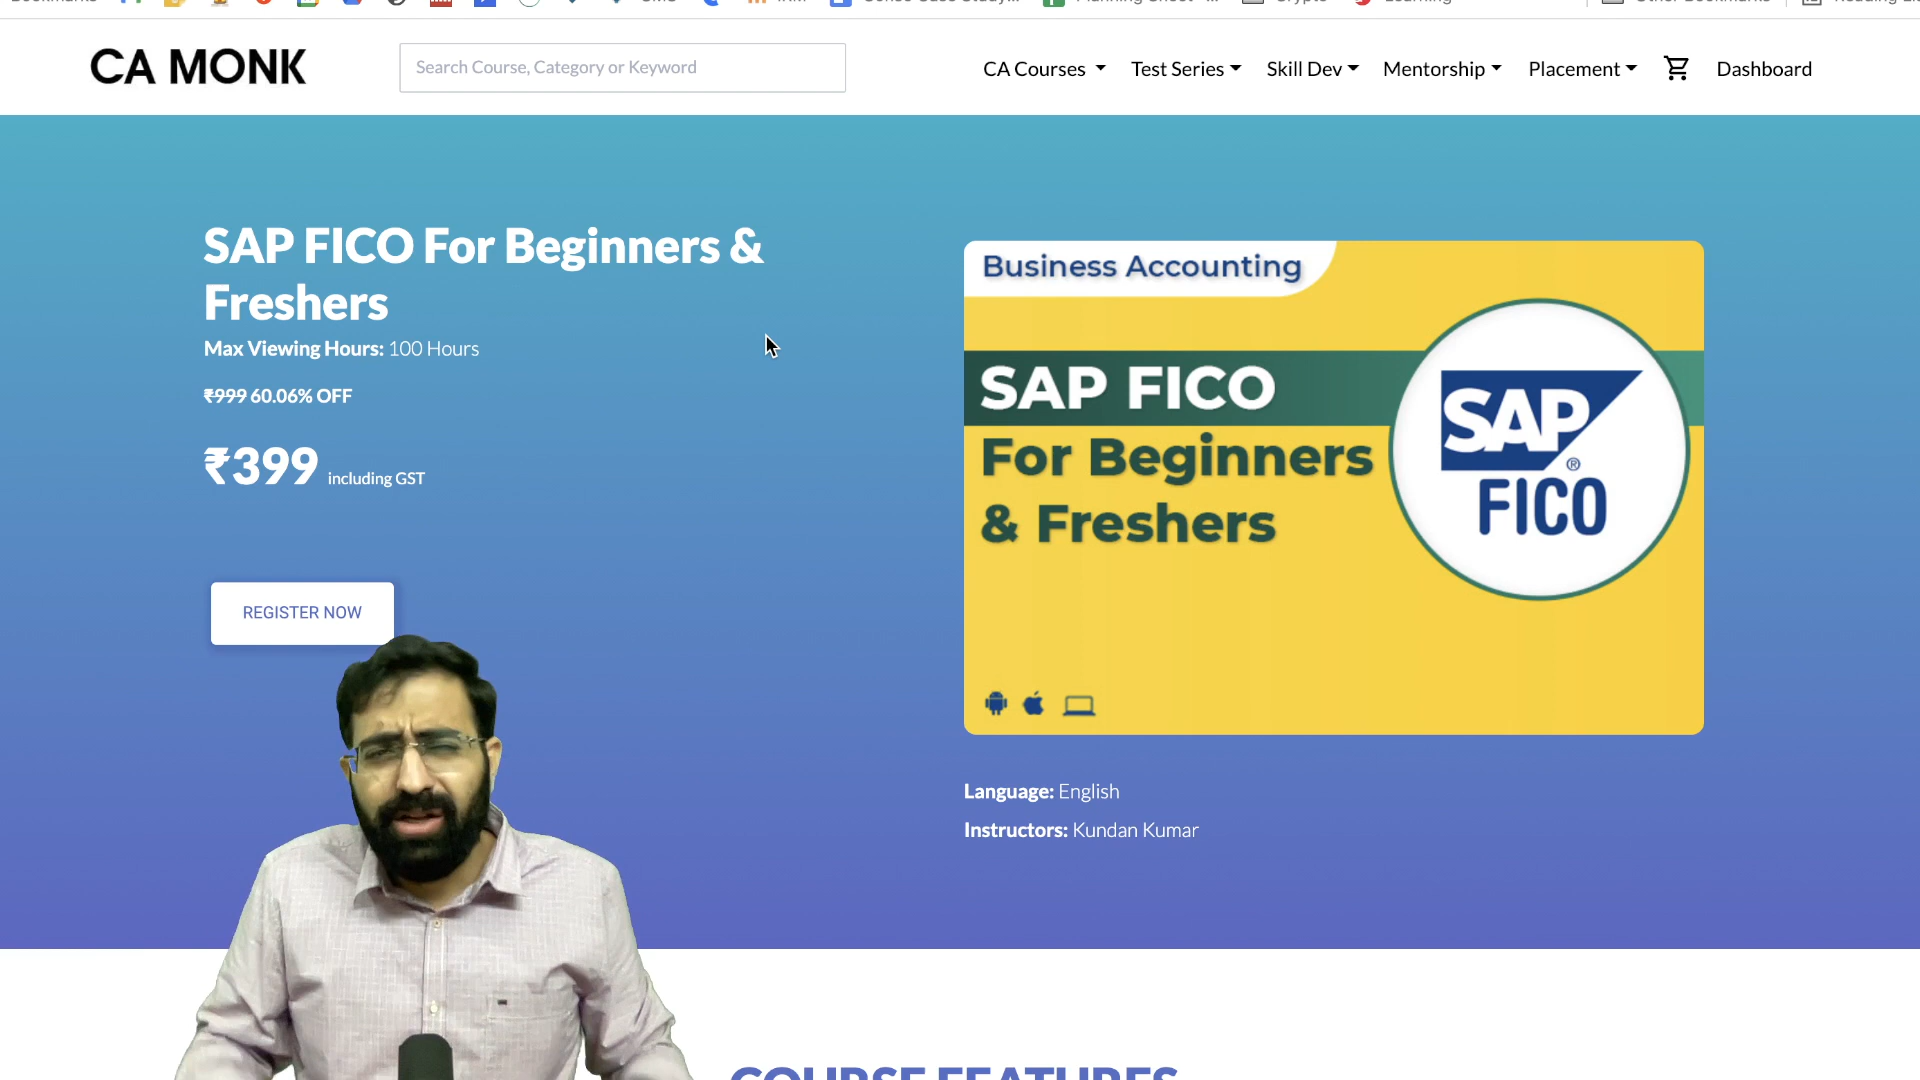 CA MONK
Search Course, Category or Keyword
CA Courses
Test Series
Skill Dev
Mentorship
Placement
Dashboard
SAP FICO For Beginners &
Freshers
Max Viewing Hours: 100 Hours
₹999 60.06% OFF
₹399 including GST
REGISTER NOW
Business Accounting
SAP FICO
For Beginners
& Freshers
SAP
®
FICO
Language: English
Instructors: Kundan Kumar
COURSE FEATURES